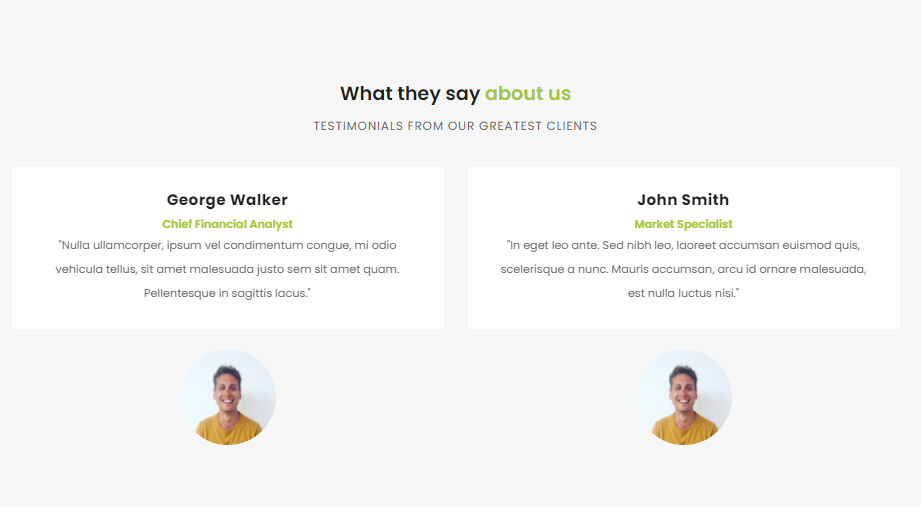 What they say about us
TESTIMONIALS FROM OUR GREATEST CLIENTS
George Walker
Chief Financial Analyst
"Nulla ullamcorper, ipsum vel condimentum congue, mi odio
vehicula tellus, sit amet malesuada justo sem sit amet quam.
Pellentesque in sagittis lacus."
John Smith
Market Specialist
"In eget leo ante. Sed nibh leo, laoreet accumsan euismod quis,
scelerisque a nunc. Mauris accumsan, arcu id ornare malesuada,
est nulla luctus nisi."